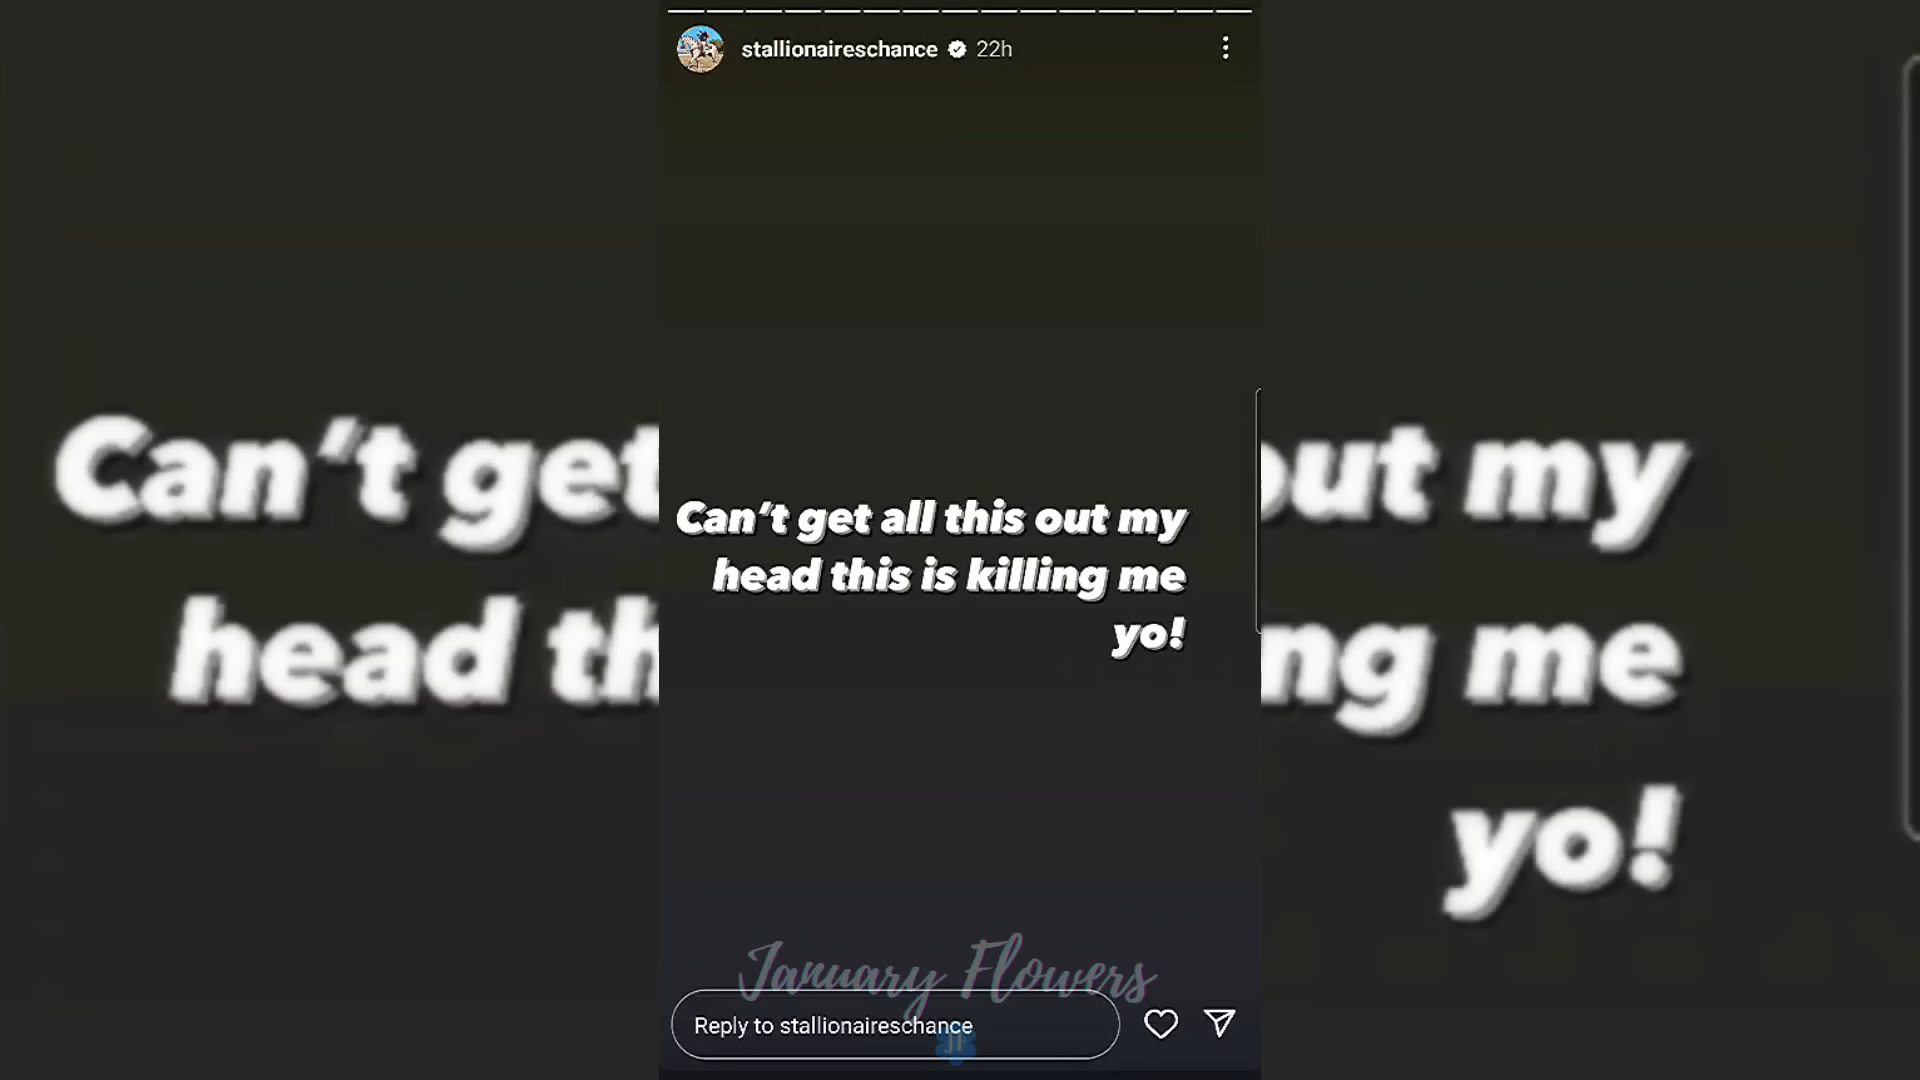 stallionaireschance 22h
Can't get all this out my
head this is killing me
yo!
January Flowers
Reply to stallionaireschance
JF